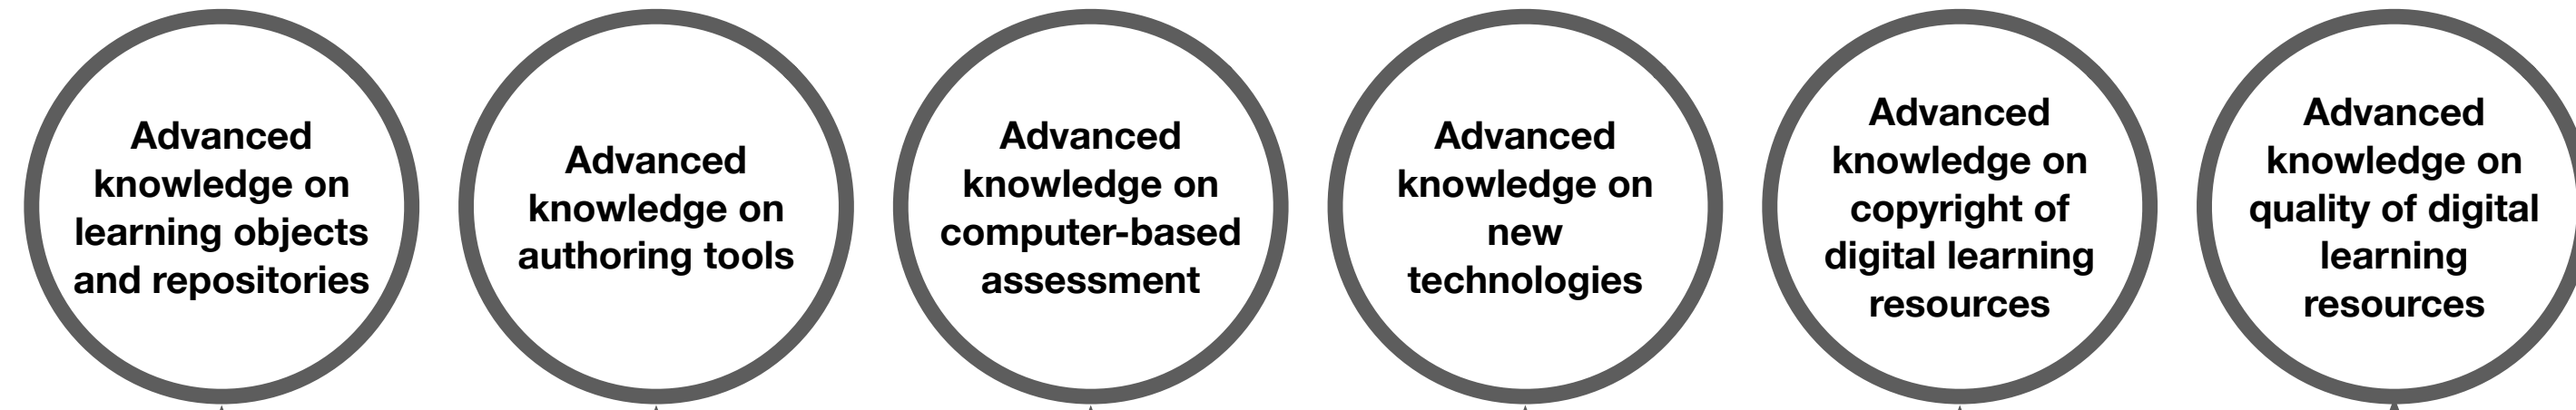 Advanced
knowledge on
learning objects
and repositories
Advanced
knowledge on
authoring tools
Advanced
knowledge on
computer-based
assessment
Advanced
knowledge on
new
technologies
Advanced
knowledge on
copyright of
digital learning
resources
Advanced
knowledge on
quality of digital
learning
resources